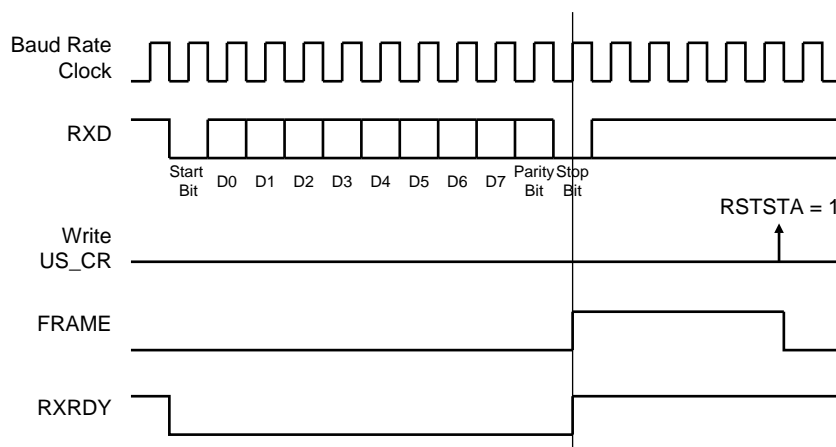 Baud Rate
Clock
RXD
Start
Bit
D0 D1 D2 D3 D4 D5 D6 D7
Parity
Bit
Stop
Bit
RSTSTA = 1
Write
US_CR
FRAME
RXRDY